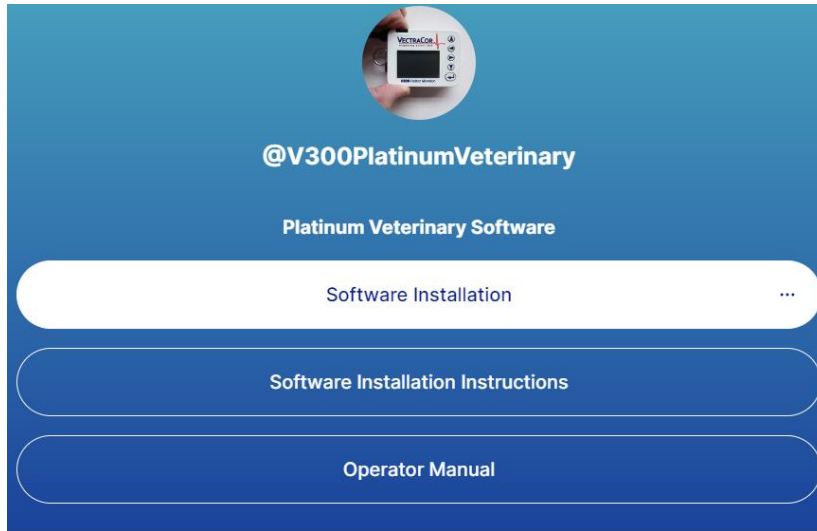 VECTRACOR
@V300PlatinumVeterinary
Platinum Veterinary Software
Software Installation
...
Software Installation Instructions
Operator Manual